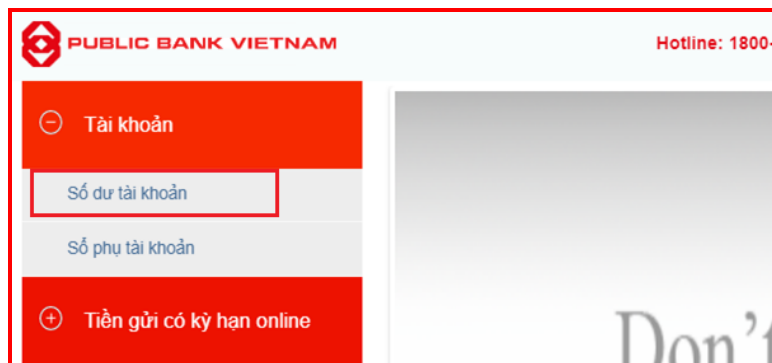 PUBLIC BANK VIETNAM
Hotline: 1800-
Tài khoản
Số dư tài khoản
Sổ phụ tài khoản
Tiền gửi có kỳ hạn online
Don't